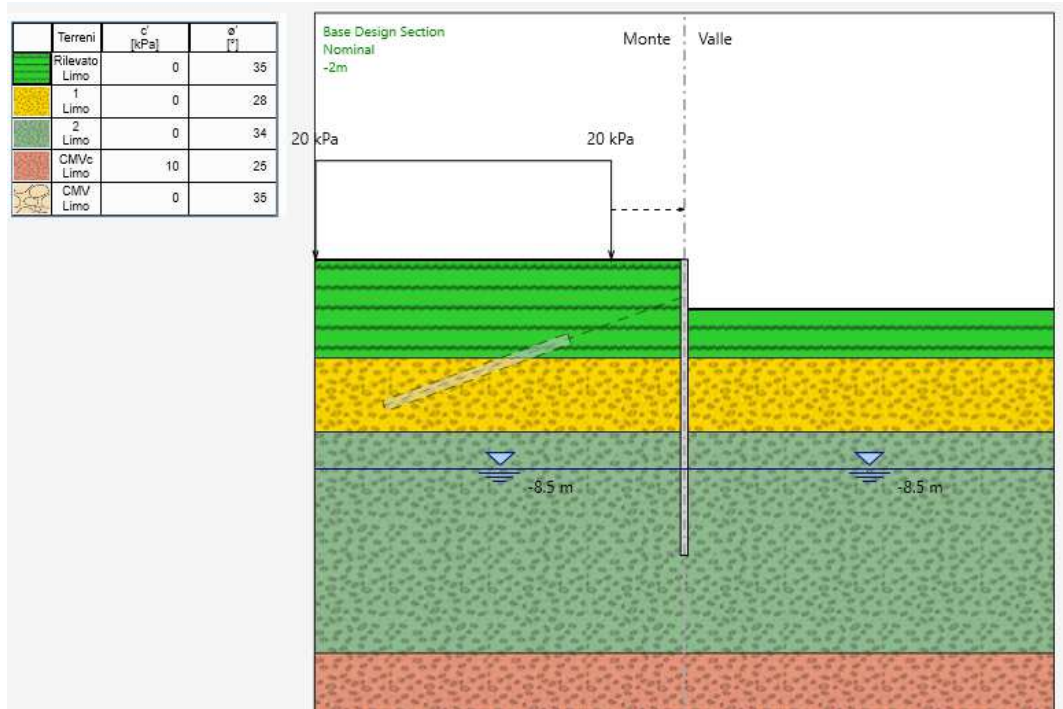 Terreni c' ø'
[kPa] [°]
Rilevato
Limo 0 35
1
Limo 0 28
2
Limo 0 34
CMVc
Limo 10 25
CMV
Limo 0 35
Base Design Section
Nominal
-2m
Monte Valle
20 kPa 20 kPa
-8.5 m -8.5 m